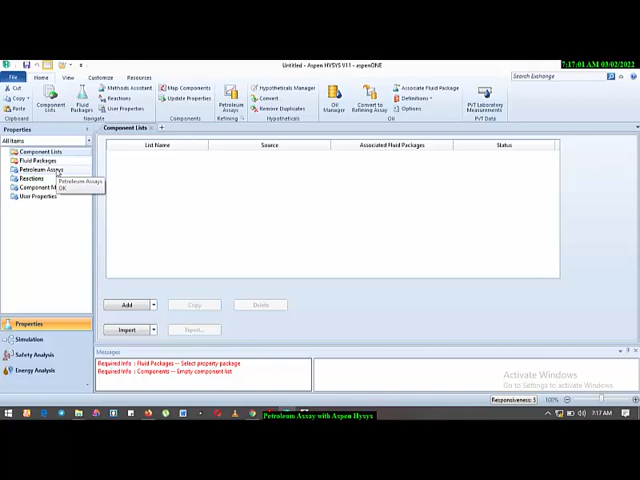 Untitled - Aspen HYSYS V11 - aspenONE
7:17:01 AM 03/02/2022
File
Home
View
Customize
Resources
Search Exchange
Cut
Copy
Paste
Clipboard
Component Lists
Fluid Packages
Methods Assistant
Reactions
User Properties
Navigate
Map Components
Update Properties
Components
Petroleum Assays
Refining
Hypotheticals Manager
Convert
Remove Duplicates
Hypotheticals
Oil Manager
Convert to Refining Assay
Associate Fluid Package
Definitions
Options
Oil
PVT Laboratory Measurements
PVT Data
Properties
All Items
Component Lists
Fluid Packages
Petroleum Assays
Reactions
Component M
User Properties
Petroleum Assays
OK
Properties
Simulation
Safety Analysis
Energy Analysis
Component Lists
List Name
Source
Associated Fluid Packages
Status
Add
Copy
Delete
Import
Export...
Messages
Required Info : Fluid Packages -- Select property package
Required Info : Components -- Empty component list
Activate Windows
Go to Settings to activate Windows.
Responsiveness: 5
100%
7:17 AM
Petroleum Assay with Aspen Hysys